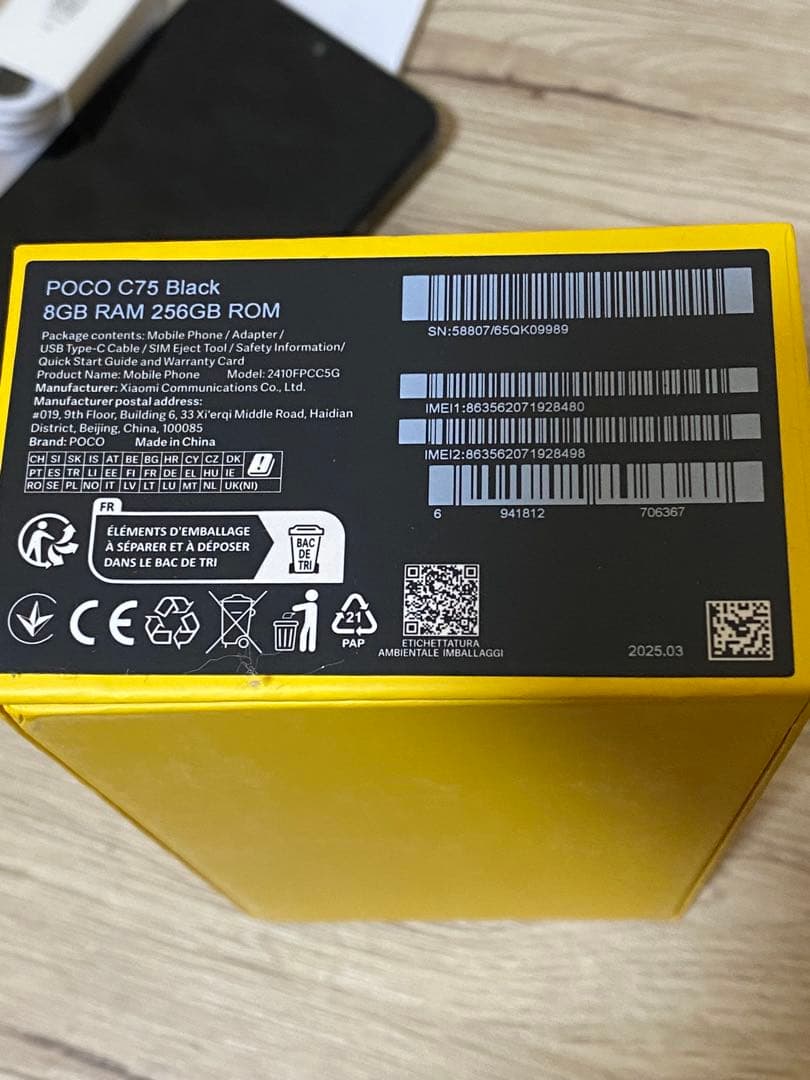 POCO C75 Black
8GB RAM 256GB ROM
Package contents: Mobile Phone / Adapter /
USB Type-C Cable / SIM Eject Tool / Safety Information/
Quick Start Guide and Warranty Card
Product Name: Mobile Phone Model: 2410FPCC5G
Manufacturer: Xiaomi Communications Co., Ltd.
Manufacturer postal address:
#019, 9th Floor, Building 6, 33 Xi'erqi Middle Road, Haidian
District, Beijing, China, 100085
Brand: POCO Made in China
CH SI SK IS AT BE BG HR CY CZ DK
PT ES TR LI EE FI FR DE EL HU IE
RO SE PL NO IT LV LT LU MT NL UK(NI)
FR
ÉLÉMENTS D'EMBALLAGE
À SÉPARER ET À DÉPOSER
DANS LE BAC DE TRI
BAC
DE
TRI
CE
21
PAP
SN:58807/65QK09989
IMEI1:863562071928480
IMEI2:863562071928498
6 941812 706367
ETICHETTATURA
AMBIENTALE IMBALLAGGI
2025.03